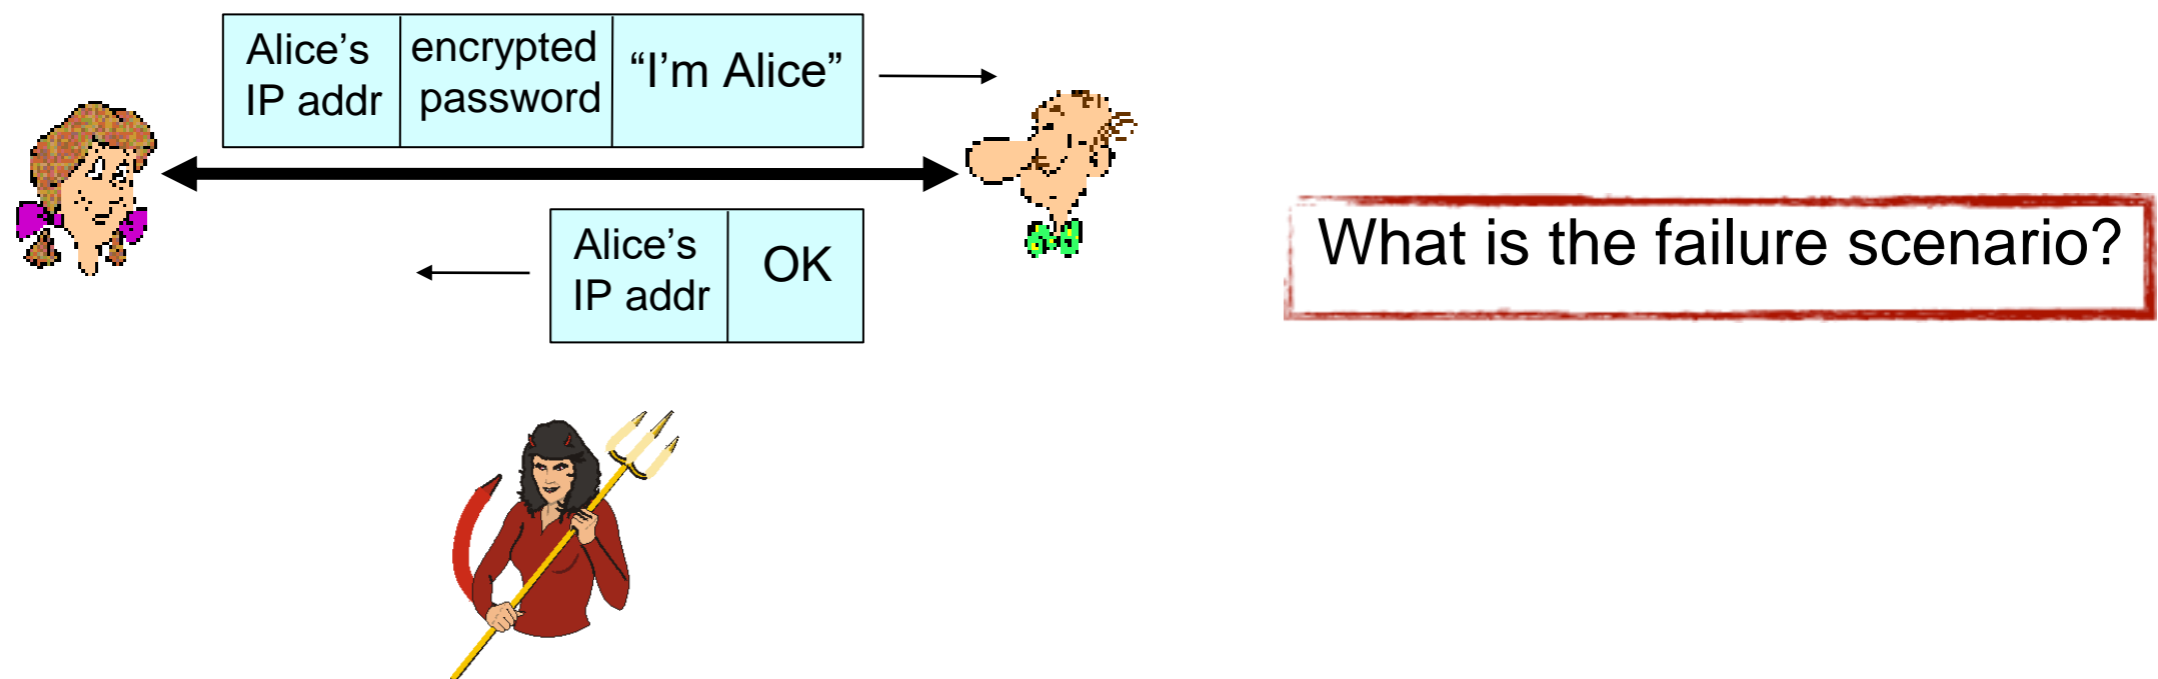 Alice’s
IP addr
encrypted
password
“I’m Alice”
Alice’s
IP addr
OK
What is the failure scenario?